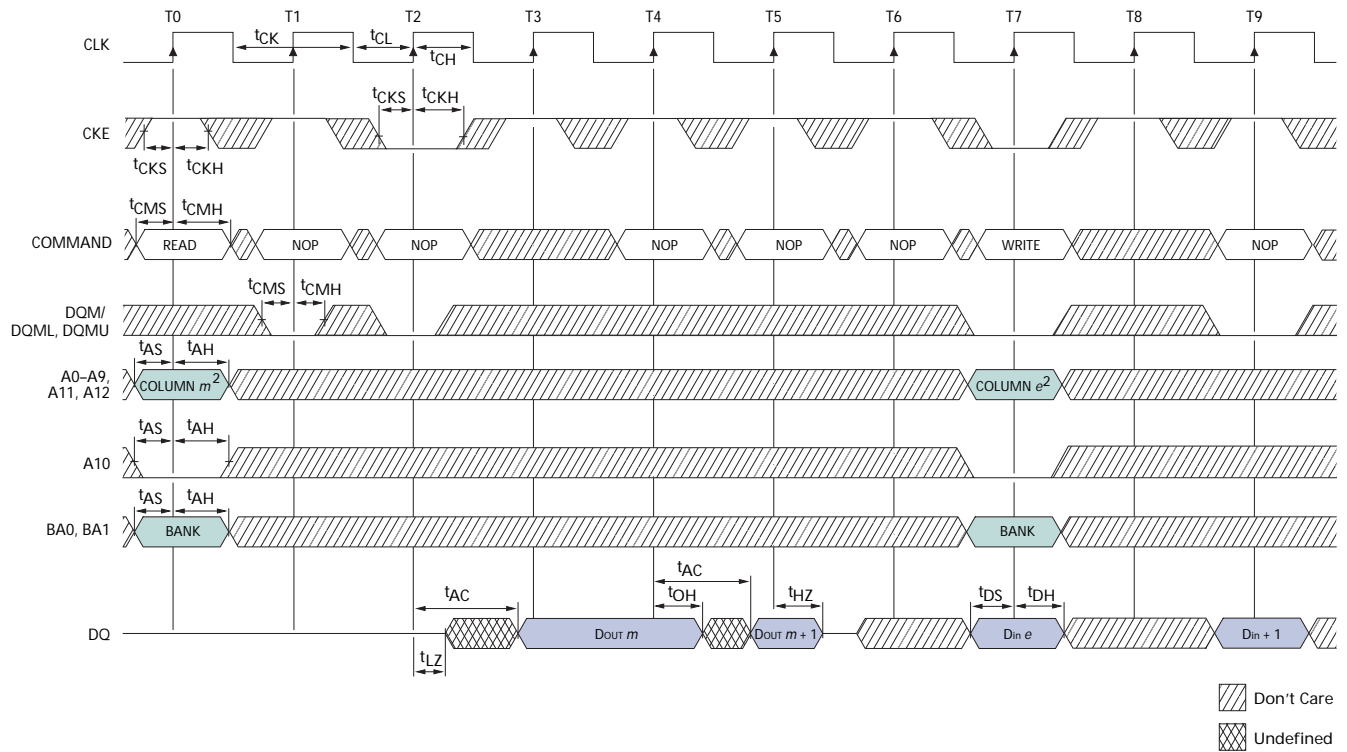 T0 T1 T2 T3 T4 T5 T6 T7 T8 T9
CLK
tCK tCL
tCH
tCKS tCKH
CKE
tCKS tCKH
tCMS tCMH
COMMAND READ NOP NOP NOP NOP NOP WRITE NOP
tCMS tCMH
DQM/
DQML, DQMU
tAS tAH
A0–A9,
A11, A12
COLUMN m2 COLUMN e2
tAS tAH
A10
tAS tAH
BA0, BA1 BANK BANK
tAC
tAC tOH tHZ tDS tDH
DQ DOUT m DOUT m + 1 Din e Din + 1
tLZ
Don't Care
Undefined